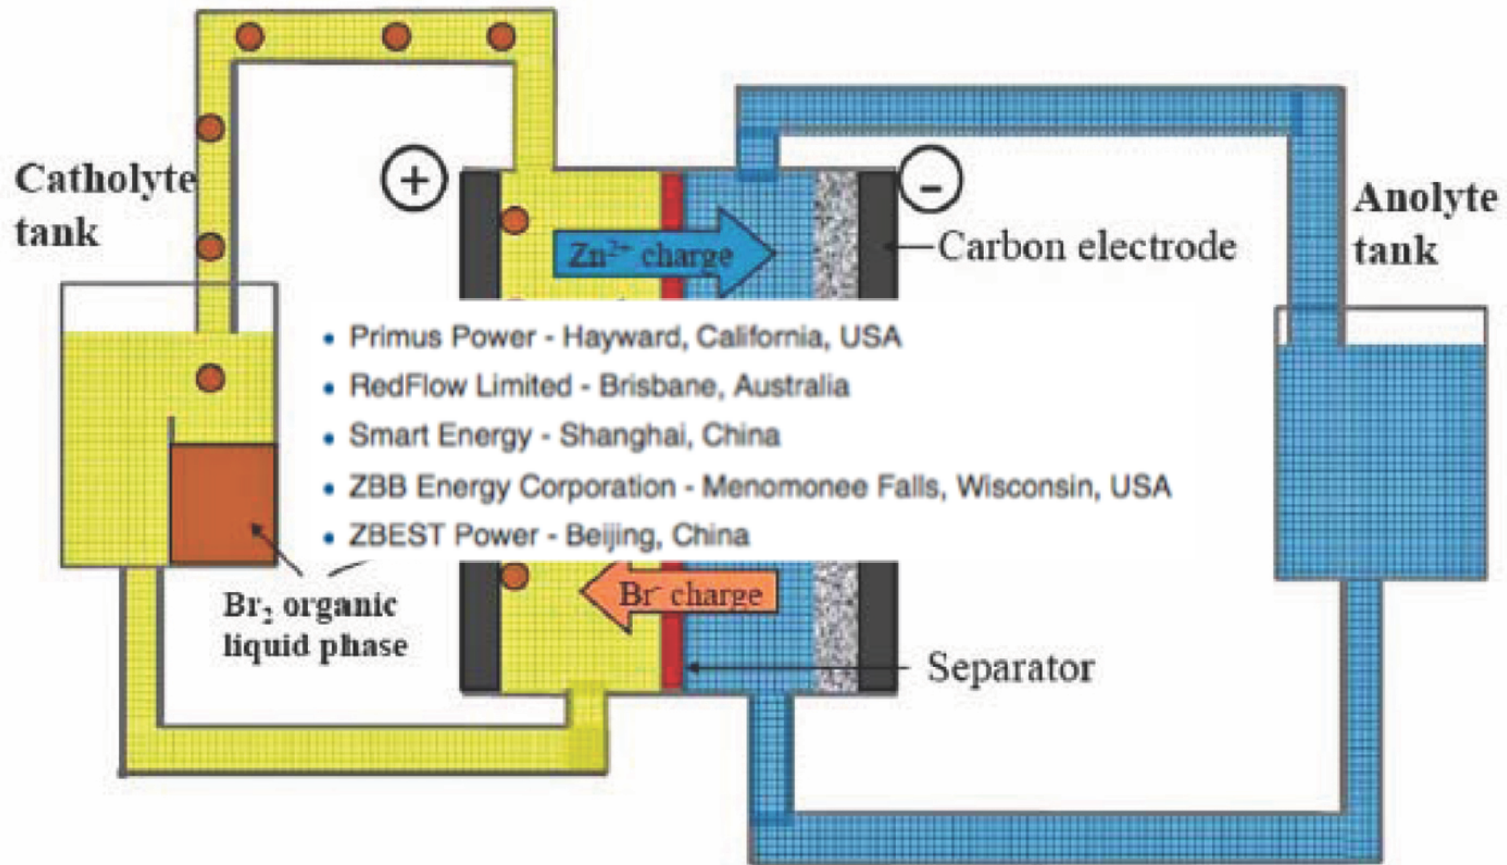 Catholyte
tank
+
-
Anolyte
tank
Zn²⁺ charge
Carbon electrode
• Primus Power - Hayward, California, USA
• RedFlow Limited - Brisbane, Australia
• Smart Energy - Shanghai, China
• ZBB Energy Corporation - Menomonee Falls, Wisconsin, USA
• ZBEST Power - Beijing, China
Br₂ organic
liquid phase
Br⁻ charge
Separator